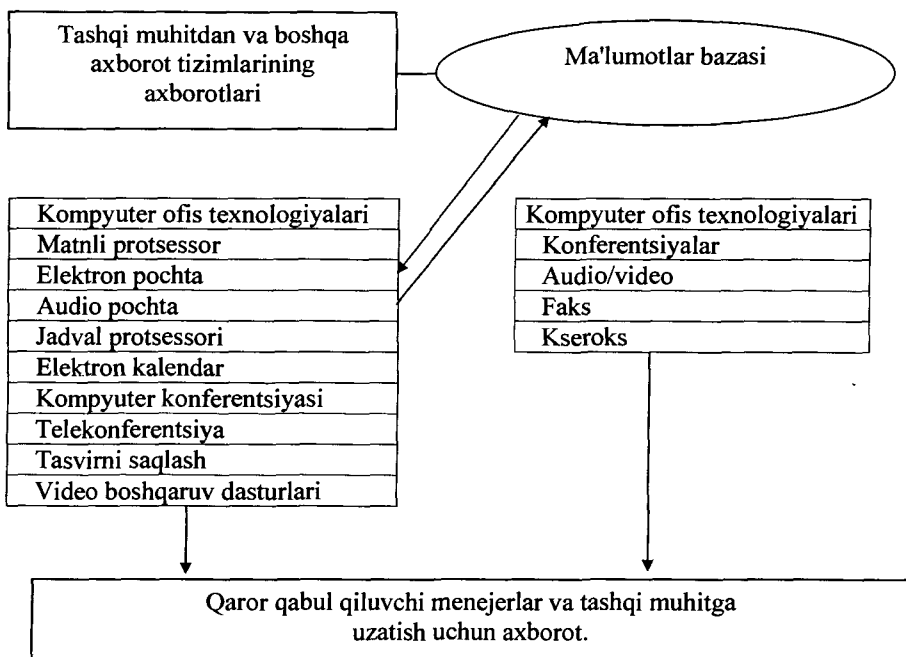 Tashqi muhitdan va boshqa
axborot tizimlarining
axborotlari
Ma'lumotlar bazasi
Kompyuter ofis texnologiyalari
Matnli protsessor
Elektron pochta
Audio pochta
Jadval protsessori
Elektron kalendar
Kompyuter konferentsiyasi
Telekonferentsiya
Tasvirni saqlash
Video boshqaruv dasturlari
Kompyuter ofis texnologiyalari
Konferentsiyalar
Audio/video
Faks
Kseroks
Qaror qabul qiluvchi menejerlar va tashqi muhitga
uzatish uchun axborot.